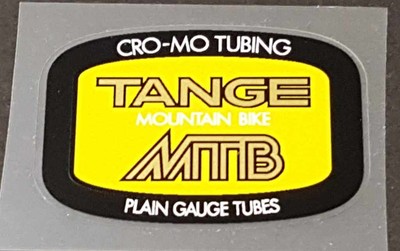 CRO-MO TUBING
TANGE
MOUNTAIN BIKE
MTB
PLAIN GAUGE TUBES